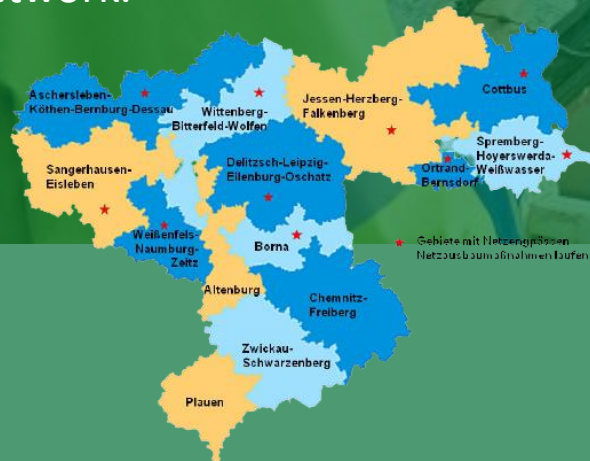 Aschersleben-
Köthen-Bernburg-Dessau
Wittenberg-
Bitterfeld-Wolfen
Jessen-Herzberg-
Falkenberg
Cottbus
Sangerhausen-
Eisleben
Delitzsch-Leipzig-
Eilenburg-Oschatz
Spremberg-
Hoyerswerda-
Weißwasser
Ortrand-
Bernsdorf
Weißenfels-
Naumburg-
Zeitz
Borna
Gebiete mit Netzengpässen
Netzausbaumaßnahmen laufen
Altenburg
Chemnitz-
Freiberg
Zwickau-
Schwarzenberg
Plauen